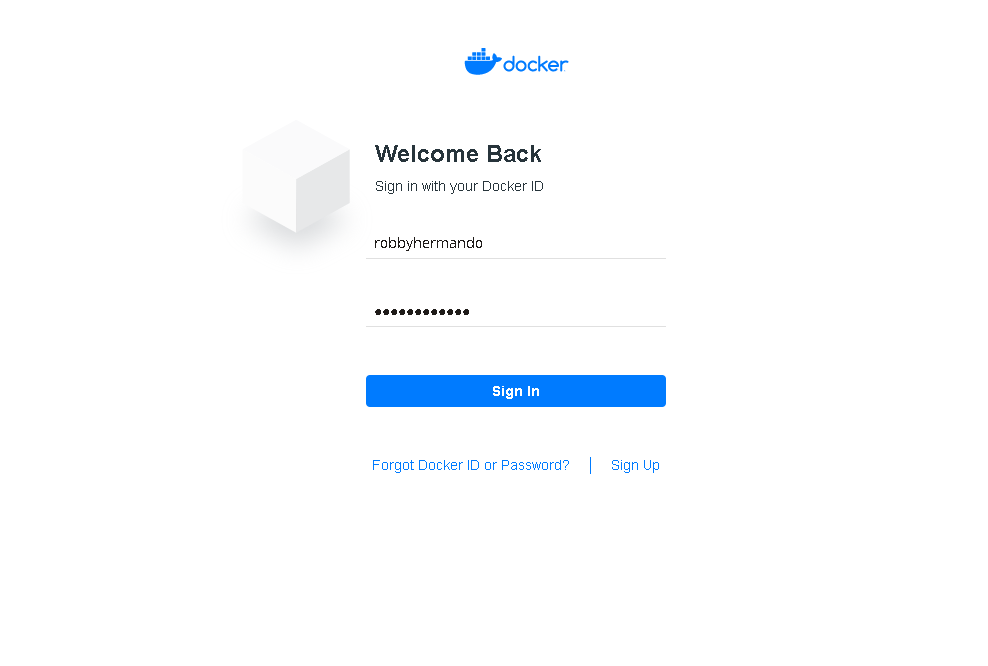 docker
Welcome Back
Sign in with your Docker ID
robbyhermando
••••••••••••
Sign In
Forgot Docker ID or Password? | Sign Up